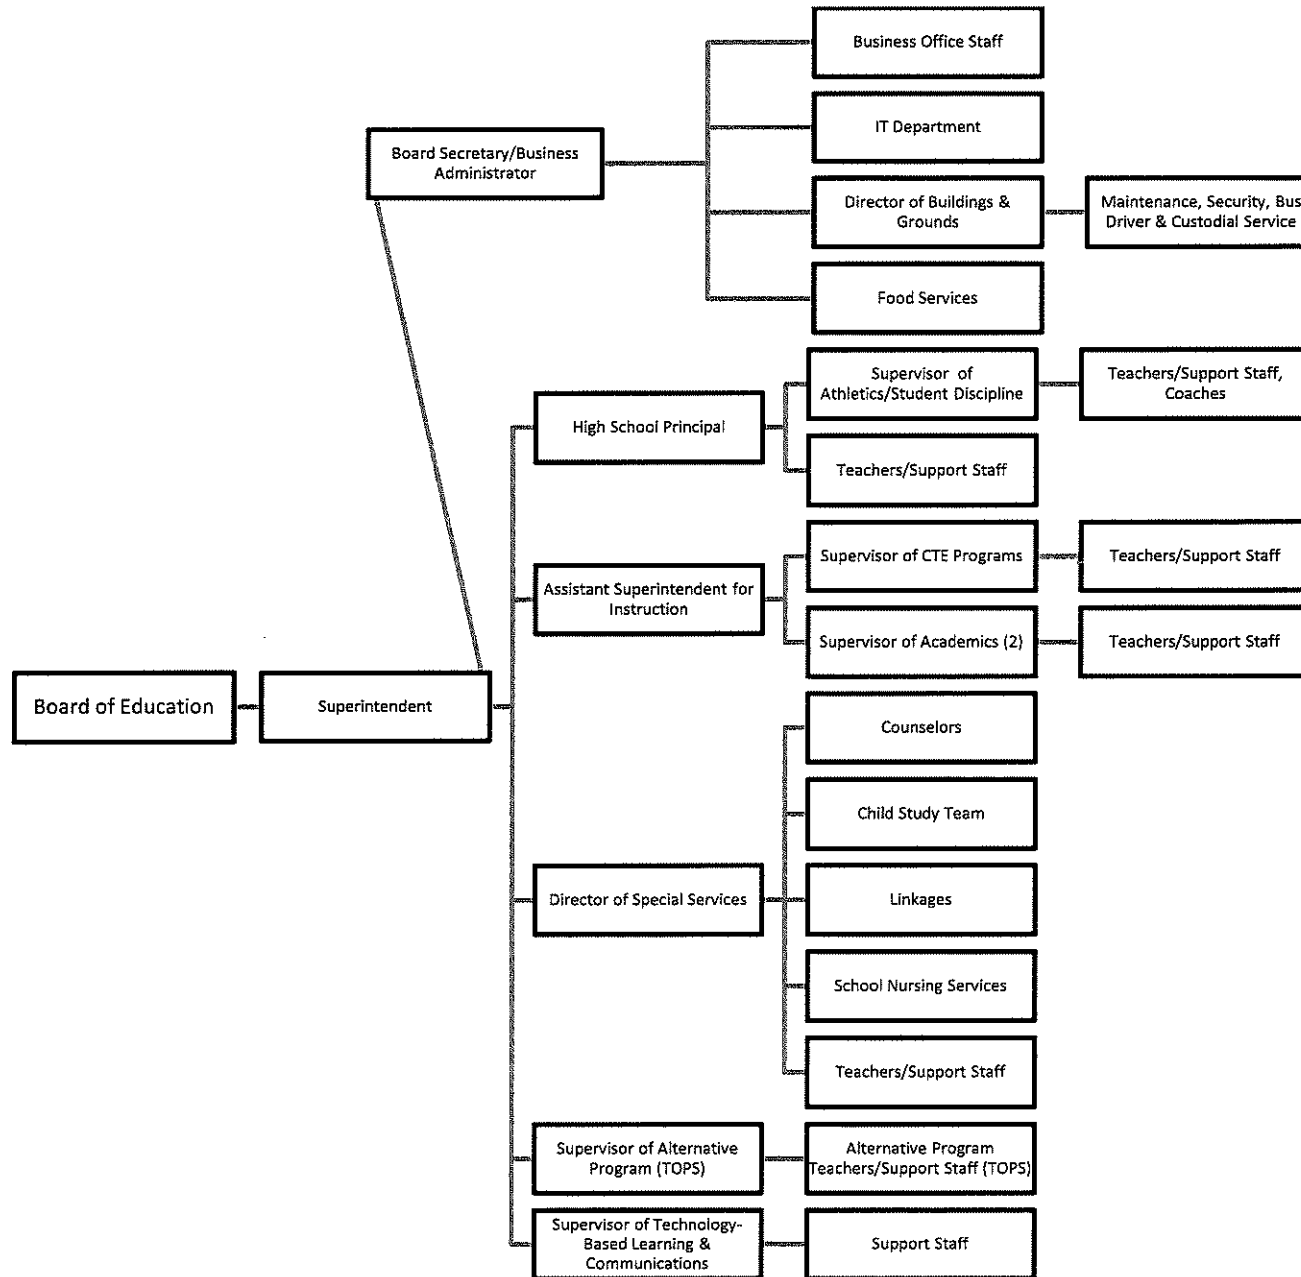 Business Office Staff
IT Department
Board Secretary/Business
Administrator
Director of Buildings &
Grounds
Maintenance, Security, Bus
Driver & Custodial Service
Food Services
Supervisor of
Athletics/Student Discipline
Teachers/Support Staff,
Coaches
High School Principal
Teachers/Support Staff
Supervisor of CTE Programs
Teachers/Support Staff
Assistant Superintendent for
Instruction
Supervisor of Academics (2)
Teachers/Support Staff
Board of Education
Superintendent
Counselors
Child Study Team
Director of Special Services
Linkages
School Nursing Services
Teachers/Support Staff
Supervisor of Alternative
Program (TOPS)
Alternative Program
Teachers/Support Staff (TOPS)
Supervisor of Technology-
Based Learning &
Communications
Support Staff